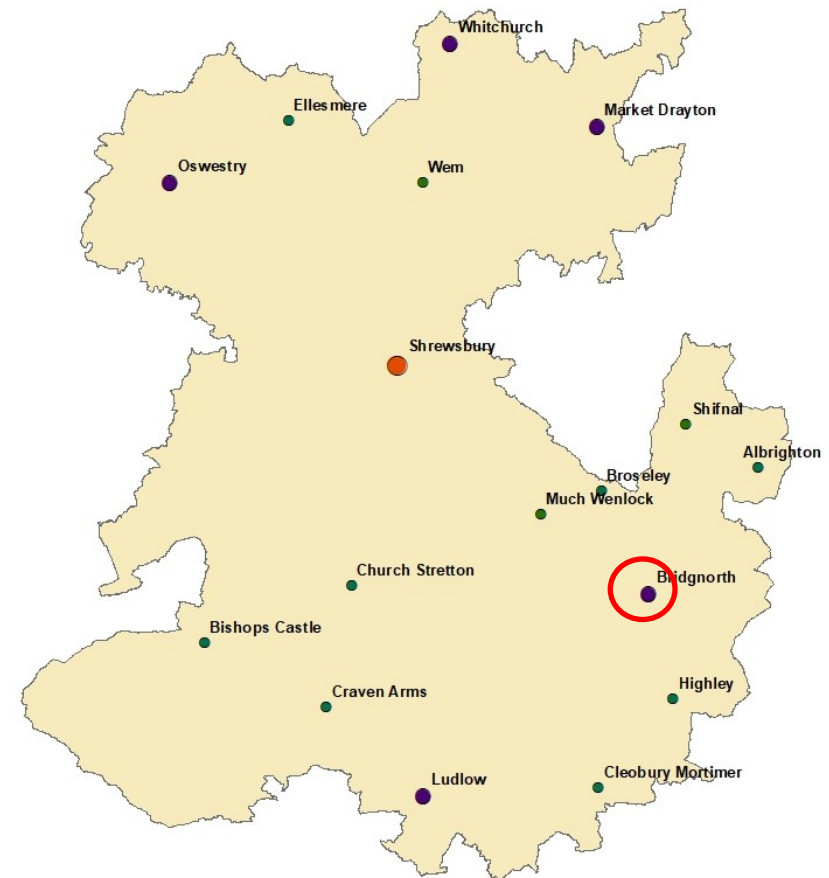 Whitchurch
Ellesmere
Market Drayton
Oswestry
Wem
Shrewsbury
Shifnal
Albrighton
Broseley
Much Wenlock
Church Stretton
Bridgnorth
Bishops Castle
Highley
Craven Arms
Cleobury Mortimer
Ludlow